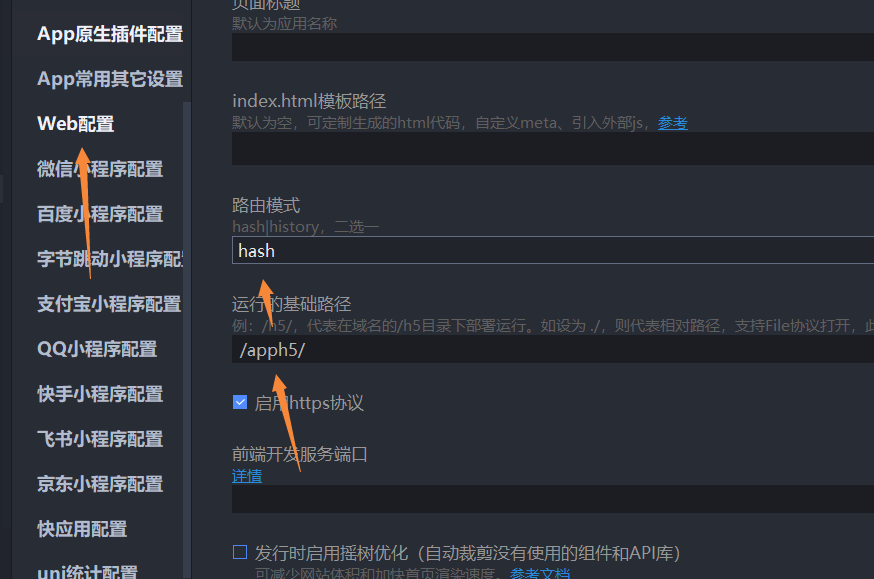 App原生插件配置
App常用其它设置
Web配置
微信小程序配置
百度小程序配置
字节跳动小程序配
支付宝小程序配置
QQ小程序配置
快手小程序配置
飞书小程序配置
京东小程序配置
快应用配置
uni统计配置
页面标题
默认为应用名称
index.html模板路径
默认为空，可定制生成的html代码，自定义meta、引入外部js，参考
路由模式
hash|history，二选一
hash
运行的基础路径
例：/h5/，代表在域名的/h5目录下部署运行。如设为 ./，则代表相对路径，支持File协议打开，此
/apph5/
启用https协议
前端开发服务端口
详情
发行时启用摇树优化（自动裁剪没有使用的组件和API库）
可减少网站体积和加快首页渲染速度，参考文档